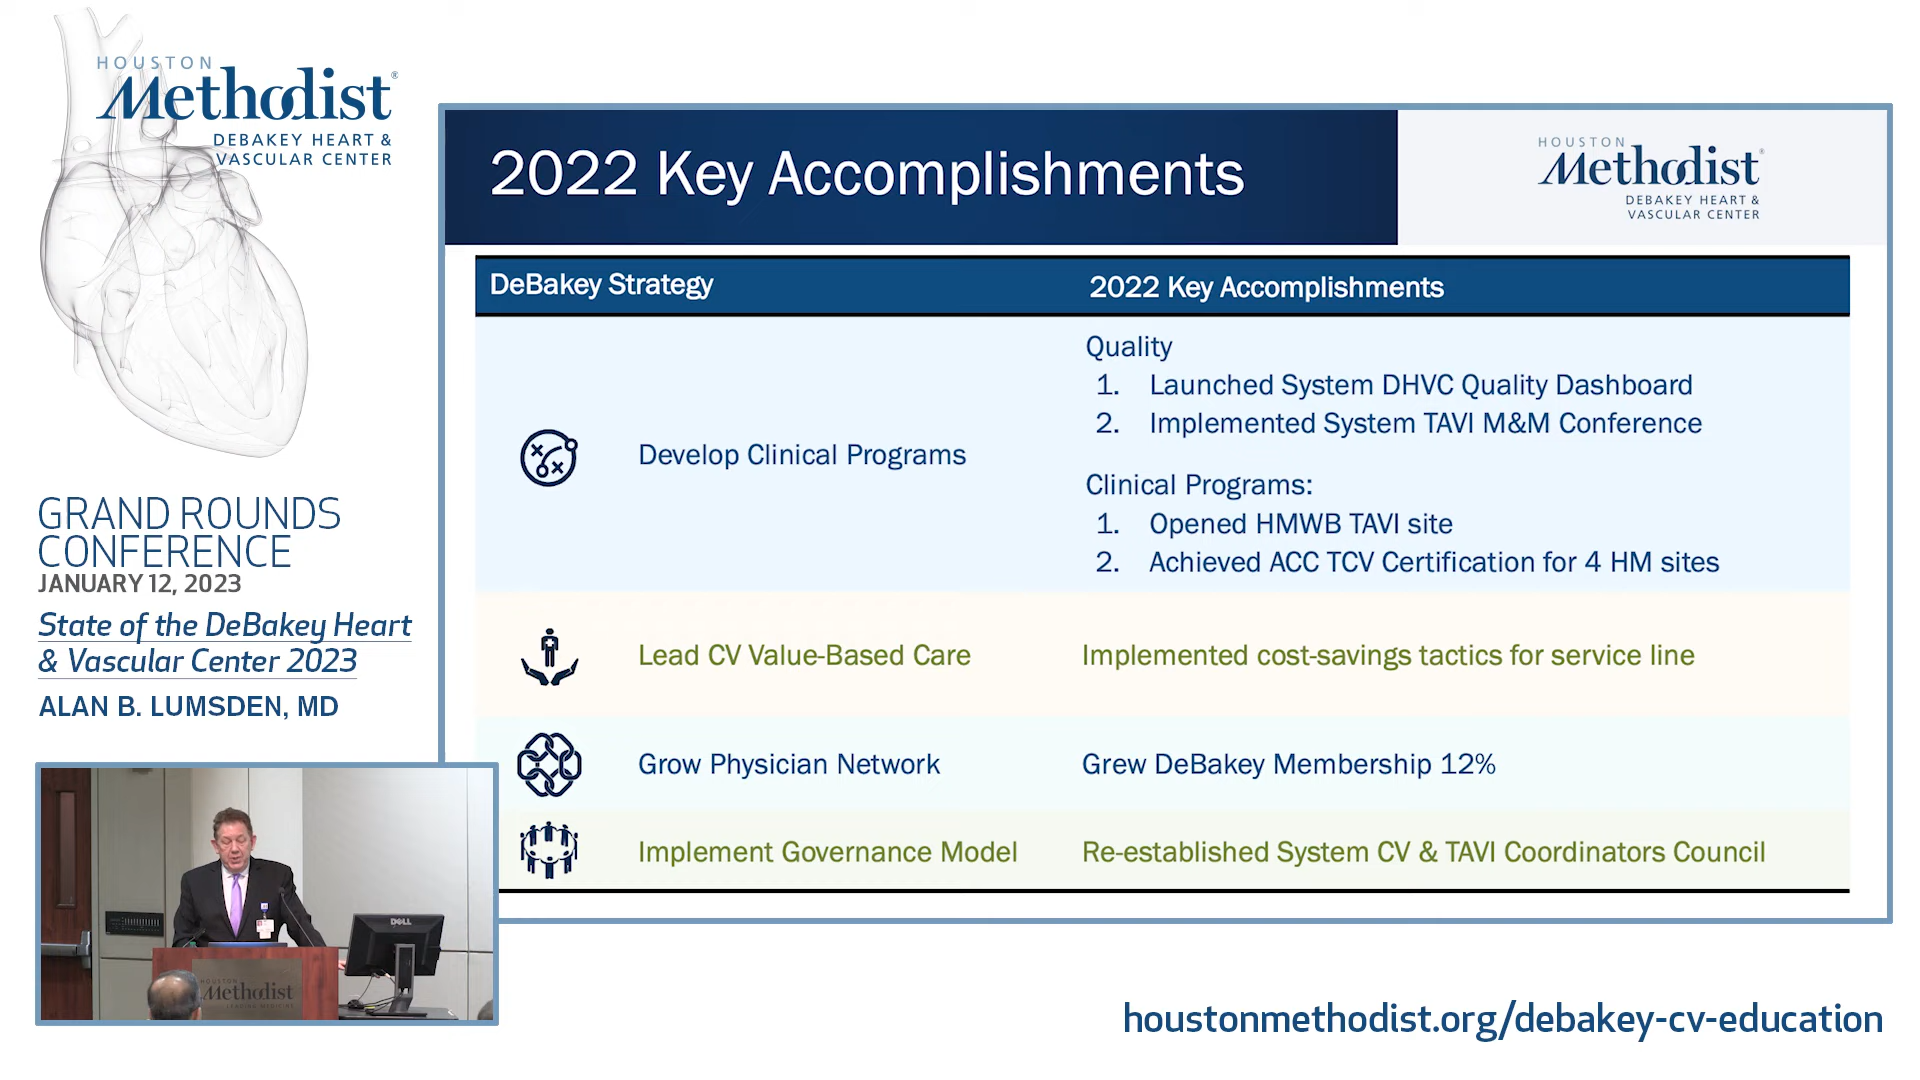 HOUSTON
Methodist®
DEBAKEY HEART &
VASCULAR CENTER
GRAND ROUNDS
CONFERENCE
JANUARY 12, 2023
State of the DeBakey Heart
& Vascular Center 2023
ALAN B. LUMSDEN, MD
2022 Key Accomplishments
HOUSTON
Methodist®
DEBAKEY HEART &
VASCULAR CENTER
DeBakey Strategy
2022 Key Accomplishments
Develop Clinical Programs
Quality
1. Launched System DHVC Quality Dashboard
2. Implemented System TAVI M&M Conference
Clinical Programs:
1. Opened HMWB TAVI site
2. Achieved ACC TCV Certification for 4 HM sites
Lead CV Value-Based Care
Implemented cost-savings tactics for service line
Grow Physician Network
Grew DeBakey Membership 12%
Implement Governance Model
Re-established System CV & TAVI Coordinators Council
DELL
HOUSTON
Methodist
LEADING MEDICINE
houstonmethodist.org/debakey-cv-education